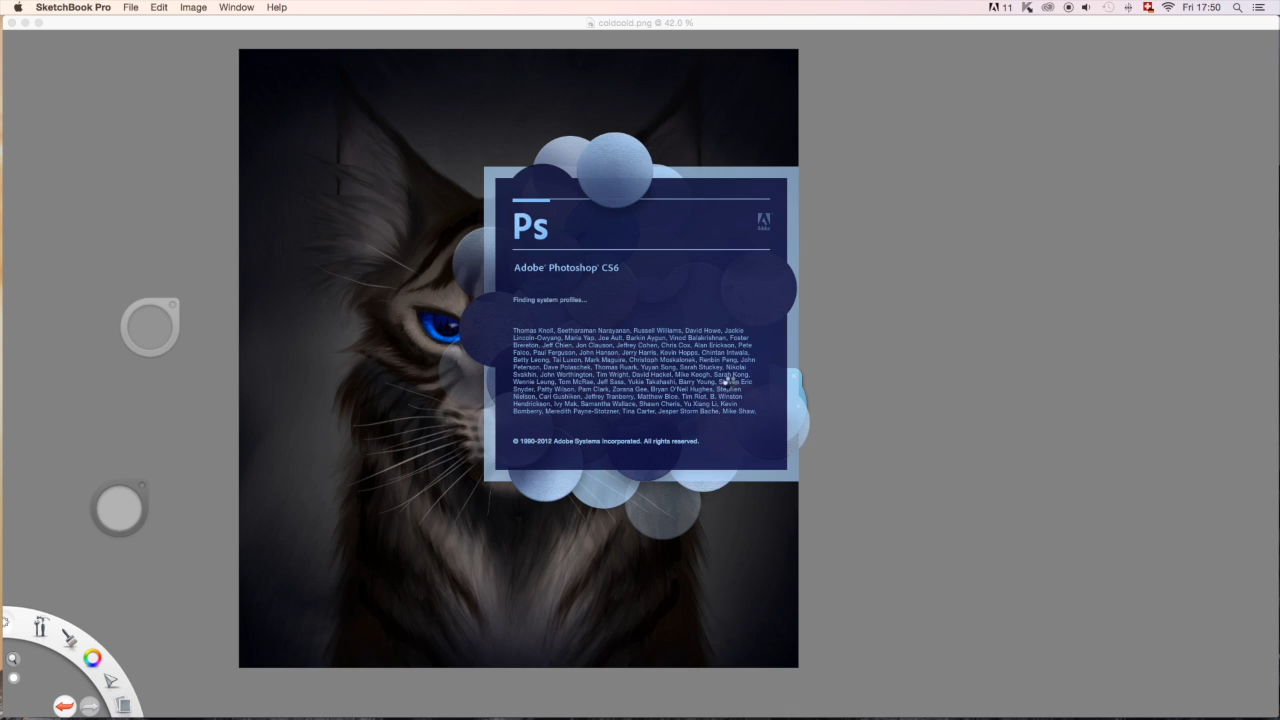 SketchBook Pro File Edit Image Window Help 11 Fri 17:50
coldcold.png @ 42.0 %
Ps
Adobe
Adobe® Photoshop® CS6
Finding system profiles...
Thomas Knoll, Seetharaman Narayanan, Russell Williams, David Howe, Jackie
Lincoln-Owyang, Maria Yap, Joe Ault, Barkin Aygun, Vinod Balakrishnan, Foster
Brereton, Jeff Chien, Jon Clauson, Jeffrey Cohen, Chris Cox, Alan Erickson, Pete
Falco, Paul Ferguson, John Hanson, Jerry Harris, Kevin Hopps, Chintan Intwala,
Betty Leong, Tai Luxon, Mark Maguire, Christoph Moskalonek, Renbin Peng, John
Peterson, Dave Polaschek, Thomas Ruark, Yuyan Song, Sarah Stuckey, Nikolai
Svakhin, John Worthington, Tim Wright, David Hackel, Mike Keogh, Sarah Kong,
Wennie Leung, Tom McRae, Jeff Sass, Yukie Takahashi, Barry Young, Eric
Snyder, Patty Wilson, Pam Clark, Zorana Gee, Bryan O'Neil Hughes, Stephen
Nielson, Cari Gushiken, Jeffrey Tranberry, Matthew Bice, Tim Riot, B. Winston
Hendrickson, Ivy Mak, Samantha Wallace, Shawn Cheris, Yu Xiang Li, Kevin
Bomberry, Meredith Payne-Stotzner, Tina Carter, Jesper Storm Bache, Mike Shaw,
© 1990-2012 Adobe Systems Incorporated. All rights reserved.